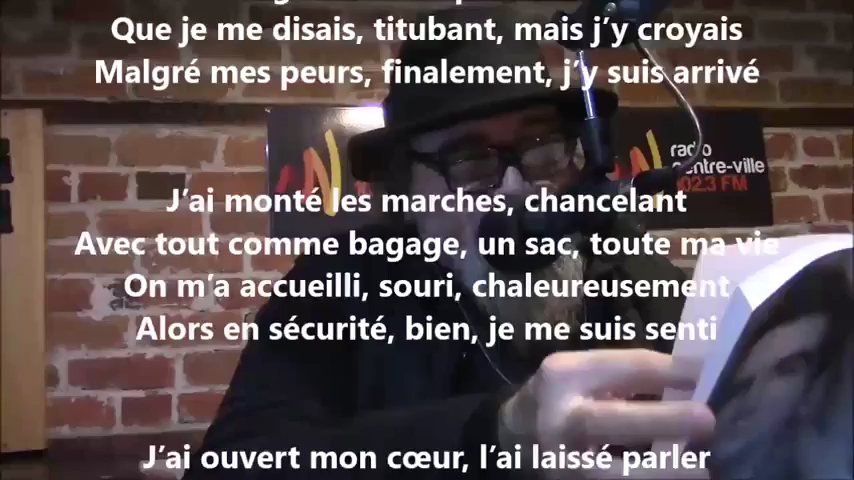 Que je me disais, titubant, mais j’y croyais
Malgré mes peurs, finalement, j’y suis arrivé
radio
centre-ville
102.3 FM
J’ai monté les marches, chancelant
Avec tout comme bagage, un sac, toute ma vie
On m’a accueilli, souri, chaleureusement
Alors en sécurité, bien, je me suis senti
J’ai ouvert mon cœur, l’ai laissé parler